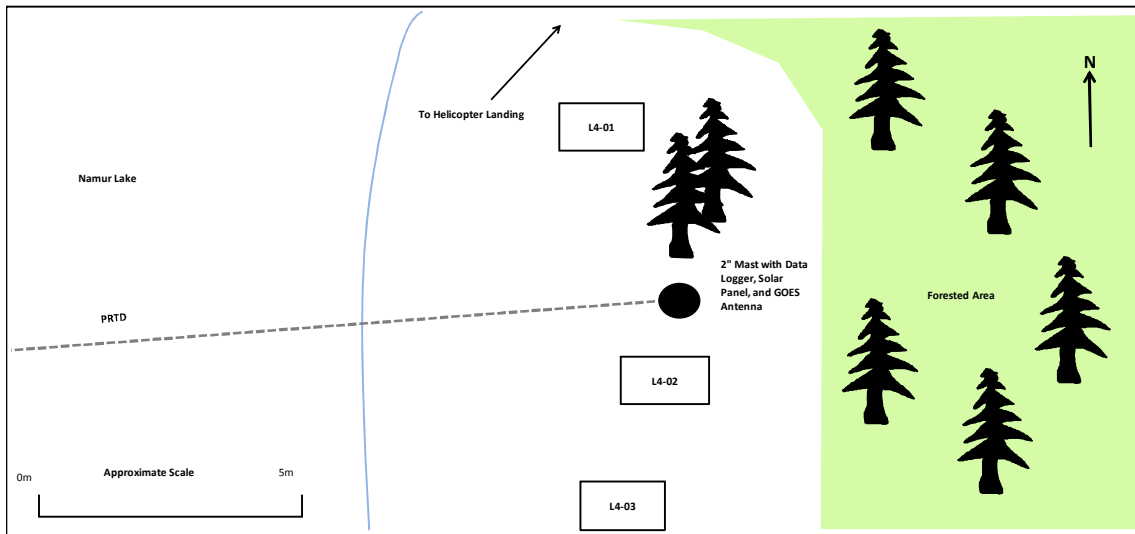 N
To Helicopter Landing
L4-01
Namur Lake
2" Mast with Data
Logger, Solar
Panel, and GOES
Antenna
Forested Area
PRTD
L4-02
0m
Approximate Scale
5m
L4-03